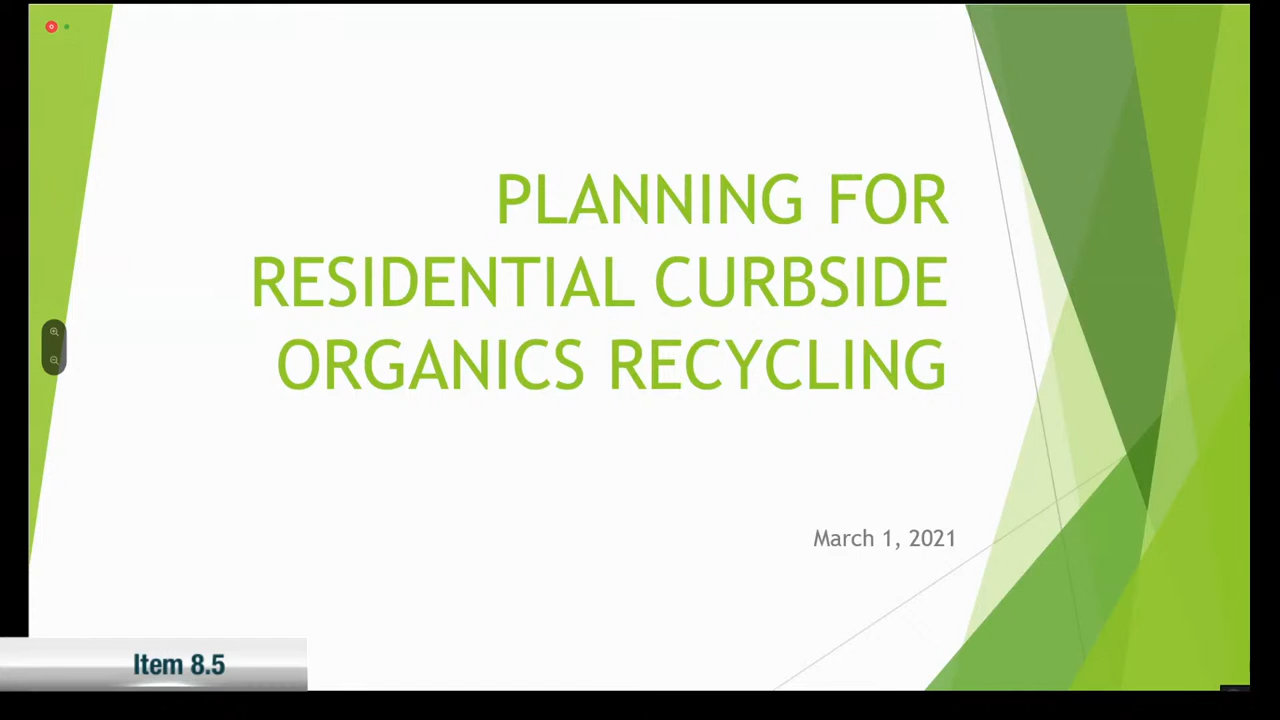 PLANNING FOR
RESIDENTIAL CURBSIDE
ORGANICS RECYCLING
March 1, 2021
Item 8.5